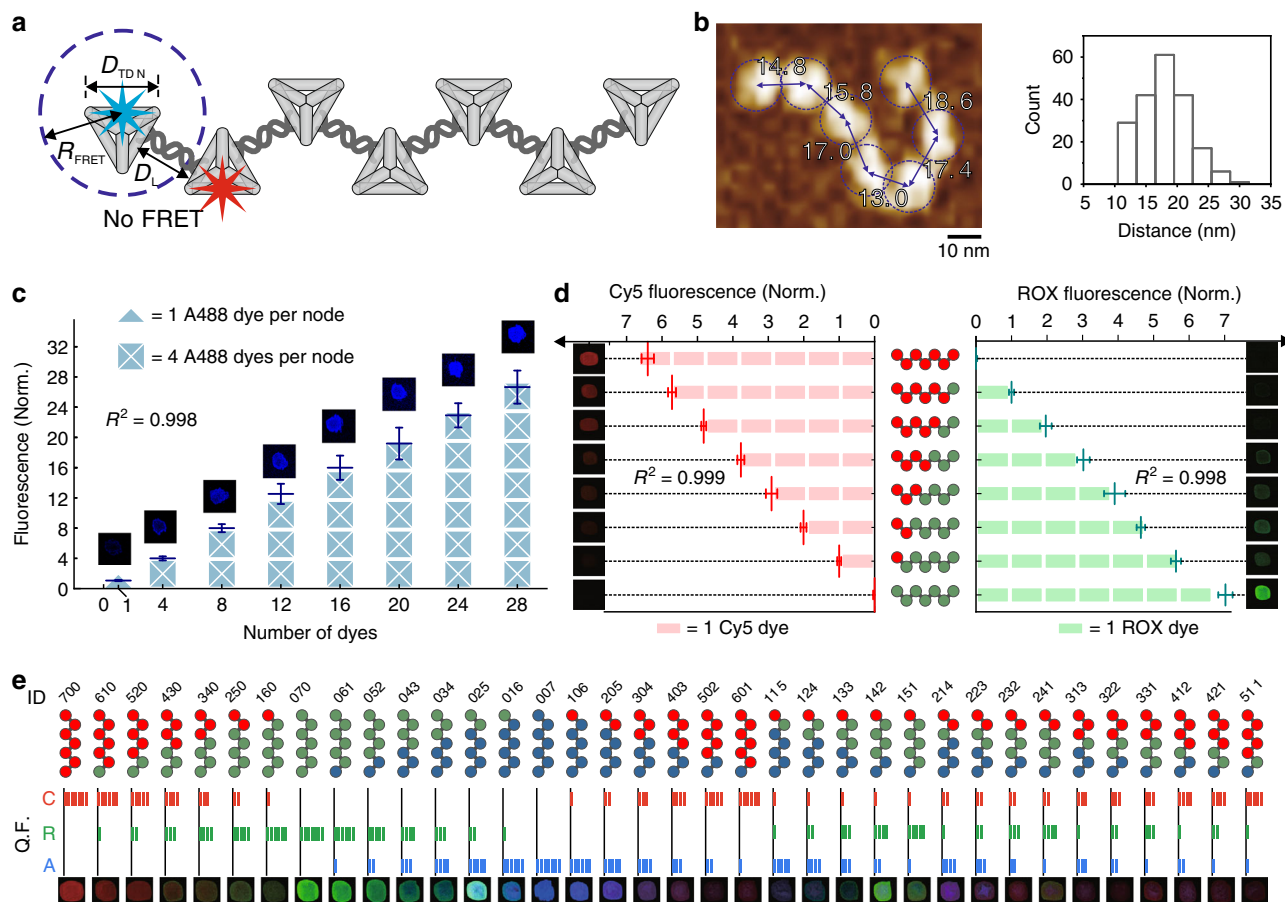 a
D TDN
R FRET
D L
No FRET
b
14.8
15.8
17.0
13.0
17.4
18.6
10 nm
Count
60
40
20
0
5 10 15 20 25 30 35
Distance (nm)
c
= 1 A488 dye per node
= 4 A488 dyes per node
R² = 0.998
Fluorescence (Norm.)
32
28
24
20
16
12
8
4
0
0 1 4 8 12 16 20 24 28
Number of dyes
d
Cy5 fluorescence (Norm.)
7 6 5 4 3 2 1 0
R² = 0.999
= 1 Cy5 dye
ROX fluorescence (Norm.)
0 1 2 3 4 5 6 7
R² = 0.998
= 1 ROX dye
e
ID 700 610 520 430 340 250 160 070 061 052 043 034 025 016 007 106 205 304 403 502 601 115 124 133 142 151 214 223 232 241 313 322 331 412 421 511
Q.F.
C
R
A